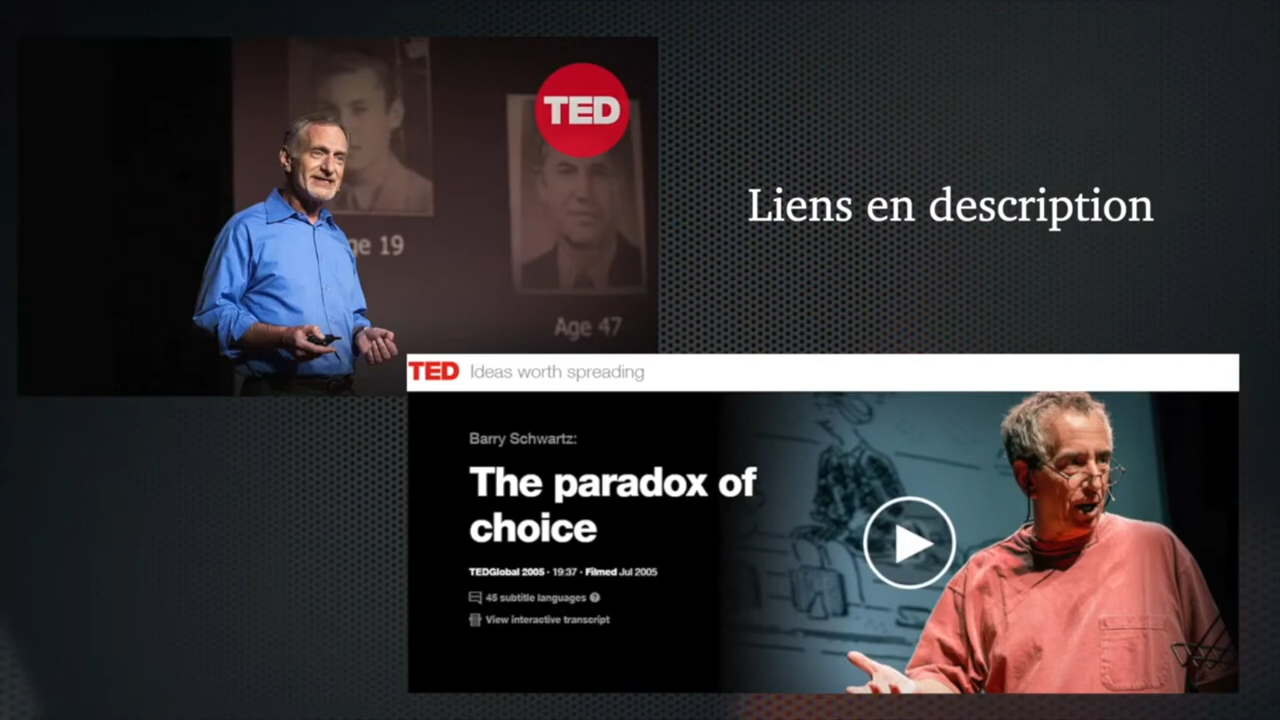 TED
ge 19
Age 47
Liens en description
TED Ideas worth spreading
Barry Schwartz:
The paradox of
choice
TEDGlobal 2005 · 19:37 · Filmed Jul 2005
45 subtitle languages ?
View interactive transcript